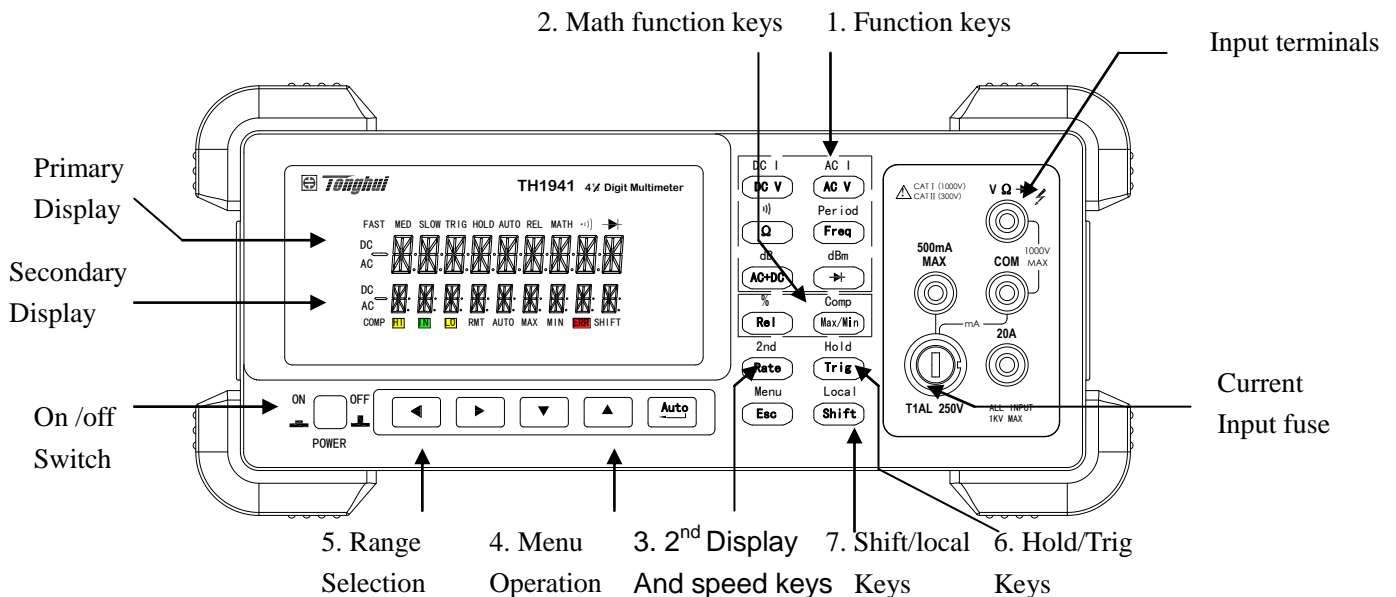 2. Math function keys
1. Function keys
Input terminals
Primary
Display
Secondary
Display
On /off
Switch
Tonghui
TH1941 4½ Digit Multimeter
FAST MED SLOW TRIG HOLD AUTO REL MATH
DC
AC
DC
AC
COMP HI IN LO RMT AUTO MAX MIN ERR SHIFT
ON OFF
POWER
Auto
DC I AC I
DC V AC V
Period
Ω Freq
dB dBm
AC+DC
% Comp
Rel Max/Min
2nd Hold
Rate Trig
Menu Local
Esc Shift
CAT I (1000V)
CAT II (300V)
V Ω
500mA
MAX
COM
1000V
MAX
mA
20A
T1AL 250V
ALL INPUT
1KV MAX
Current
Input fuse
5. Range
Selection
4. Menu
Operation
3. 2nd Display
And speed keys
7. Shift/local
Keys
6. Hold/Trig
Keys